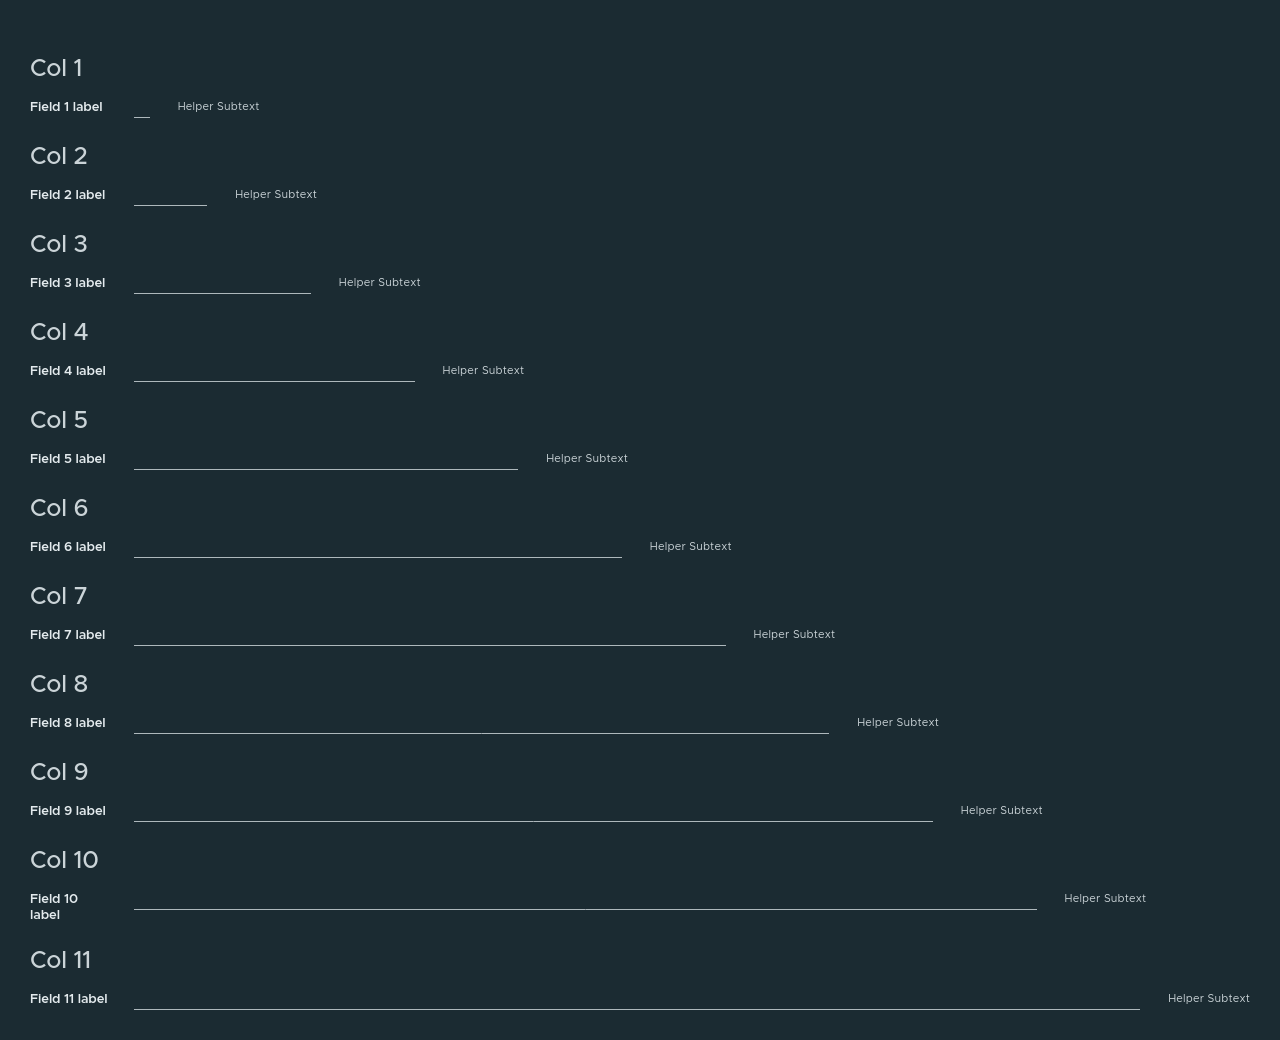 Col 1
Field 1 label Helper Subtext
Col 2
Field 2 label Helper Subtext
Col 3
Field 3 label Helper Subtext
Col 4
Field 4 label Helper Subtext
Col 5
Field 5 label Helper Subtext
Col 6
Field 6 label Helper Subtext
Col 7
Field 7 label Helper Subtext
Col 8
Field 8 label Helper Subtext
Col 9
Field 9 label Helper Subtext
Col 10
Field 10 Helper Subtext
label
Col 11
Field 11 label Helper Subtext